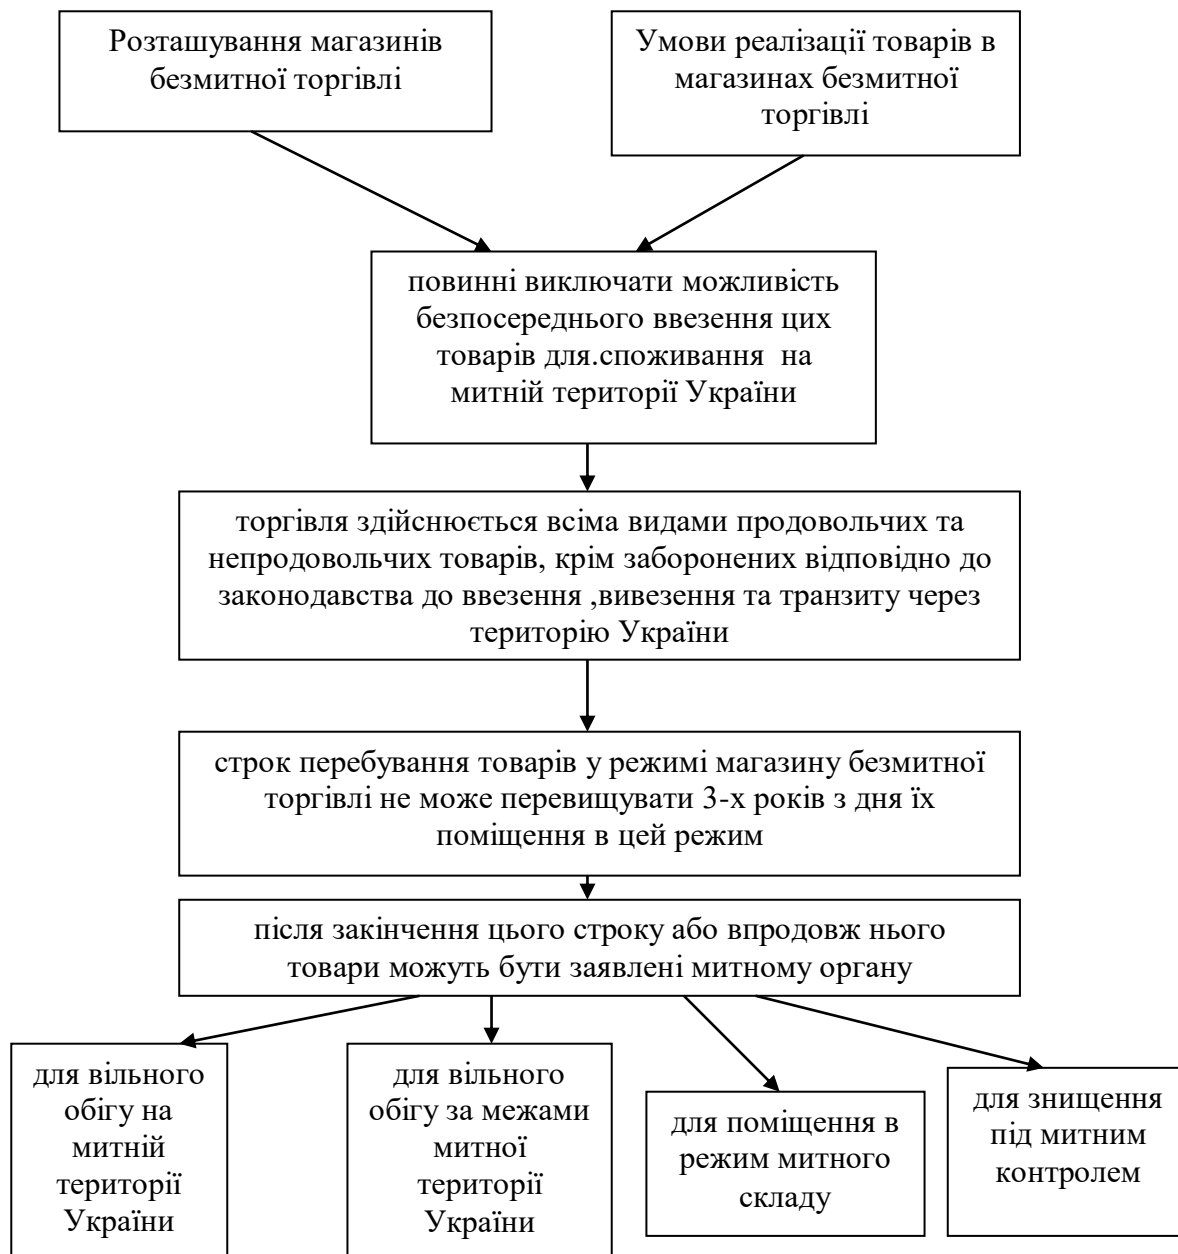 Розташування магазинів
безмитної торгівлі
Умови реалізації товарів в
магазинах безмитної
торгівлі
повинні виключати можливість
безпосереднього ввезення цих
товарів для.споживання  на
митній території України
торгівля здійснюється всіма видами продовольчих та
непродовольчих товарів, крім заборонених відповідно до
законодавства до ввезення ,вивезення та транзиту через
територію України
строк перебування товарів у режимі магазину безмитної
торгівлі не може перевищувати 3-х років з дня їх
поміщення в цей режим
після закінчення цього строку або впродовж нього
товари можуть бути заявлені митному органу
для вільного
обігу на
митній
території
України
для вільного
обігу за межами
митної
території
України
для поміщення в
режим митного
складу
для знищення
під митним
контролем